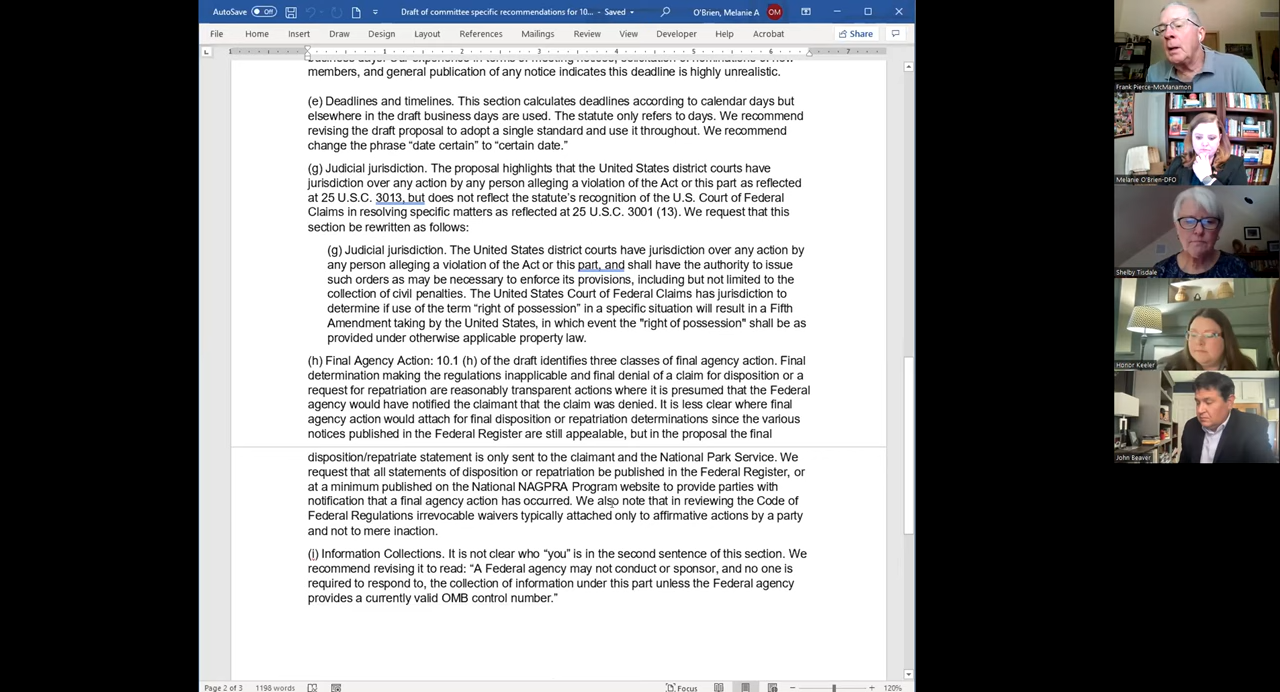 AutoSave Off Draft of committee specific recommendations for 10... - Saved O'Brien, Melanie A OM
File Home Insert Draw Design Layout References Mailings Review View Developer Help Acrobat Share
1 1 2 3 4 5 6 7
business days. Our experience in terms of meeting notices, solicitation of nominations of new
members, and general publication of any notice indicates this deadline is highly unrealistic.
(e) Deadlines and timelines. This section calculates deadlines according to calendar days but
elsewhere in the draft business days are used. The statute only refers to days. We recommend
revising the draft proposal to adopt a single standard and use it throughout. We recommend
change the phrase “date certain” to “certain date.”
(g) Judicial jurisdiction. The proposal highlights that the United States district courts have
jurisdiction over any action by any person alleging a violation of the Act or this part as reflected
at 25 U.S.C. 3013, but does not reflect the statute’s recognition of the U.S. Court of Federal
Claims in resolving specific matters as reflected at 25 U.S.C. 3001 (13). We request that this
section be rewritten as follows:
(g) Judicial jurisdiction. The United States district courts have jurisdiction over any action by
any person alleging a violation of the Act or this part, and shall have the authority to issue
such orders as may be necessary to enforce its provisions, including but not limited to the
collection of civil penalties. The United States Court of Federal Claims has jurisdiction to
determine if use of the term “right of possession” in a specific situation will result in a Fifth
Amendment taking by the United States, in which event the "right of possession" shall be as
provided under otherwise applicable property law.
(h) Final Agency Action: 10.1 (h) of the draft identifies three classes of final agency action. Final
determination making the regulations inapplicable and final denial of a claim for disposition or a
request for repatriation are reasonably transparent actions where it is presumed that the Federal
agency would have notified the claimant that the claim was denied. It is less clear where final
agency action would attach for final disposition or repatriation determinations since the various
notices published in the Federal Register are still appealable, but in the proposal the final
disposition/repatriate statement is only sent to the claimant and the National Park Service. We
request that all statements of disposition or repatriation be published in the Federal Register, or
at a minimum published on the National NAGPRA Program website to provide parties with
notification that a final agency action has occurred. We also note that in reviewing the Code of
Federal Regulations irrevocable waivers typically attached only to affirmative actions by a party
and not to mere inaction.
(i) Information Collections. It is not clear who “you” is in the second sentence of this section. We
recommend revising it to read: “A Federal agency may not conduct or sponsor, and no one is
required to respond to, the collection of information under this part unless the Federal agency
provides a currently valid OMB control number.”
Page 2 of 3 1198 words Focus 120%
Frank Pierce-McManamon
Melanie O'Brien-DFO
Shelby Tisdale
Honor Keeler
John Beaver